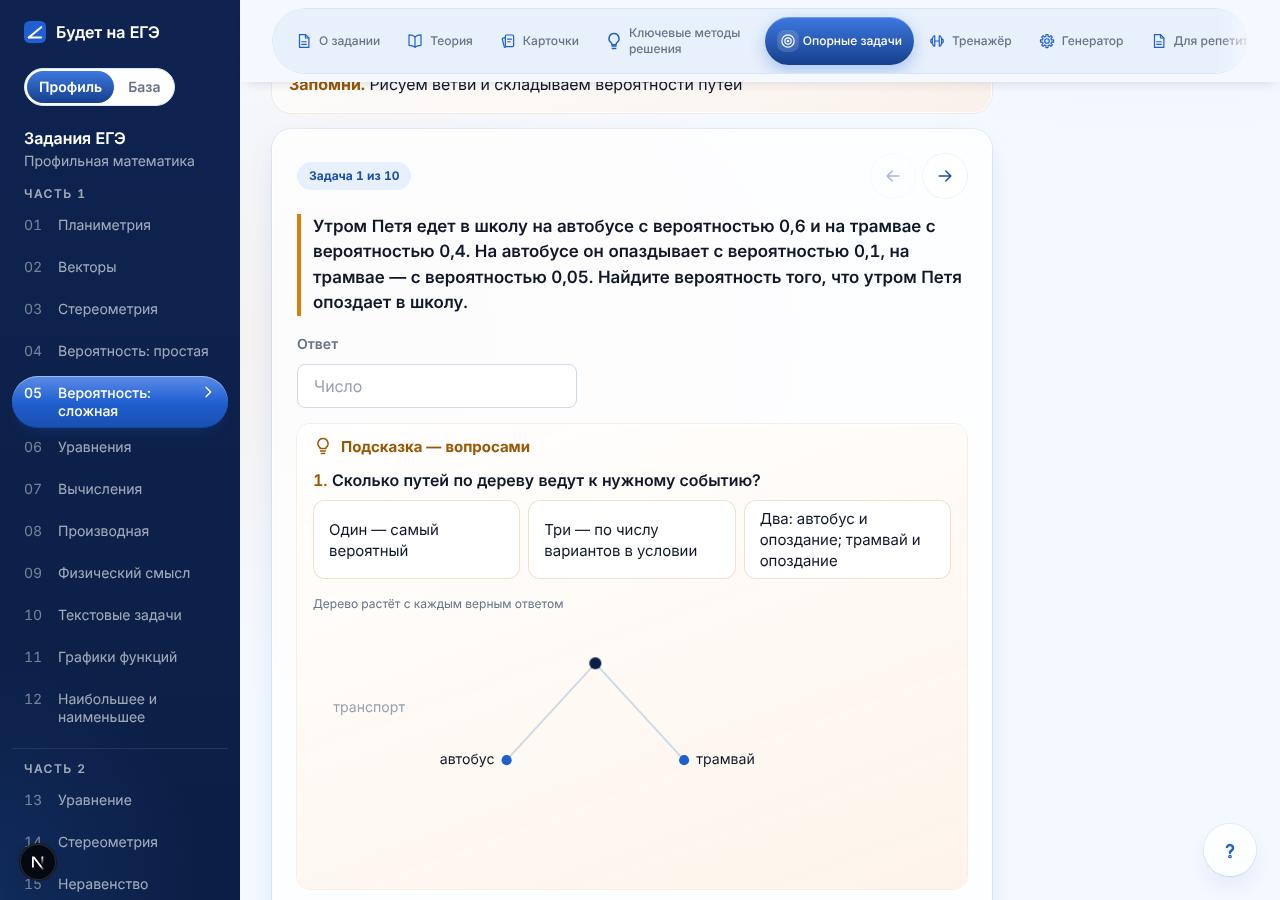 Будет на ЕГЭ
Профиль
База
Задания ЕГЭ
Профильная математика
ЧАСТЬ 1
01 Планиметрия
02 Векторы
03 Стереометрия
04 Вероятность: простая
05 Вероятность:
сложная
06 Уравнения
07 Вычисления
08 Производная
09 Физический смысл
10 Текстовые задачи
11 Графики функций
12 Наибольшее и
наименьшее
ЧАСТЬ 2
13 Уравнение
14 Стереометрия
15 Неравенство
N
О задании
Теория
Карточки
Ключевые методы
решения
Опорные задачи
Тренажёр
Генератор
Для репетит
Запомни. Рисуем ветви и складываем вероятности путей
Задача 1 из 10
Утром Петя едет в школу на автобусе с вероятностью 0,6 и на трамвае с
вероятностью 0,4. На автобусе он опаздывает с вероятностью 0,1, на
трамвае — с вероятностью 0,05. Найдите вероятность того, что утром Петя
опоздает в школу.
Ответ
Число
Подсказка — вопросами
1. Сколько путей по дереву ведут к нужному событию?
Один — самый
вероятный
Три — по числу
вариантов в условии
Два: автобус и
опоздание; трамвай и
опоздание
Дерево растёт с каждым верным ответом
транспорт
автобус
трамвай
?